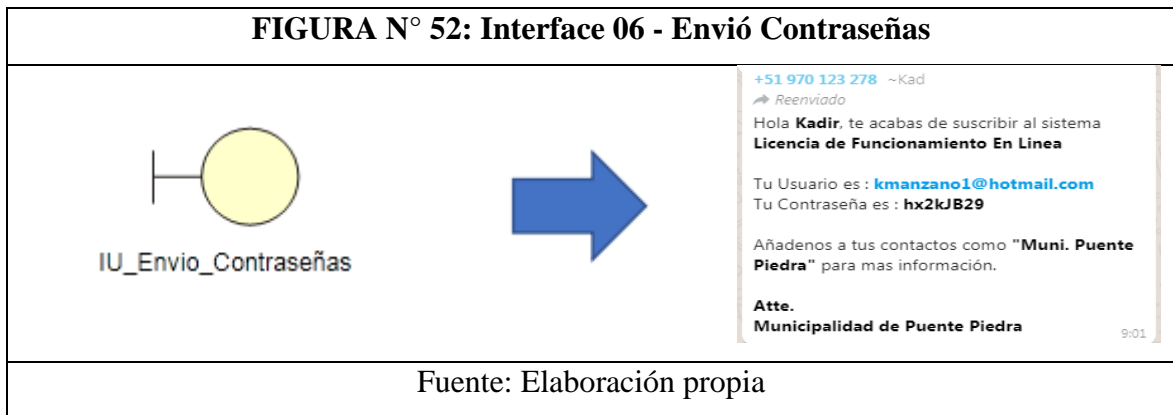 FIGURA N° 52: Interface 06 - Envió Contraseñas
IU_Envio_Contraseñas
+51 970 123 278 ~Kad
Reenviado
Hola Kadir, te acabas de suscribir al sistema
Licencia de Funcionamiento En Linea
Tu Usuario es : kmanzano1@hotmail.com
Tu Contraseña es : hx2kJB29
Añadenos a tus contactos como "Muni. Puente
Piedra" para mas información.
Atte.
Municipalidad de Puente Piedra
9:01
Fuente: Elaboración propia